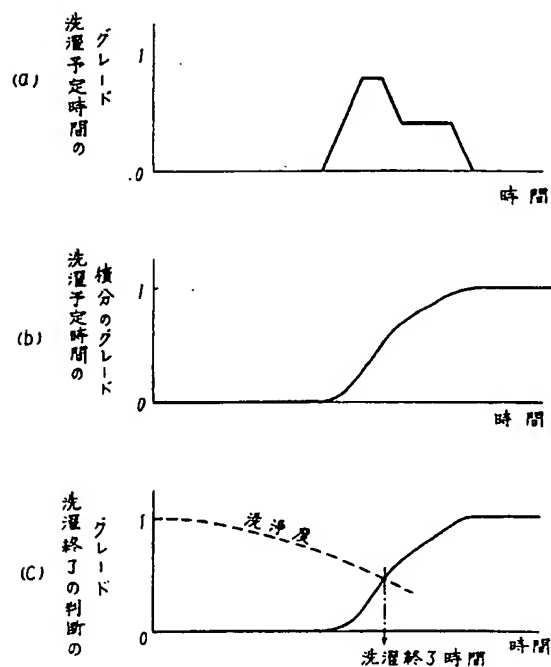 (a)
洗濯予定時間の
グレード
1
.0
時間
(b)
洗濯予定時間の
積分のグレード
1
0
時間
(c)
洗濯終了の判断の
グレード
1
0
洗浄度
時間
洗濯終了時間